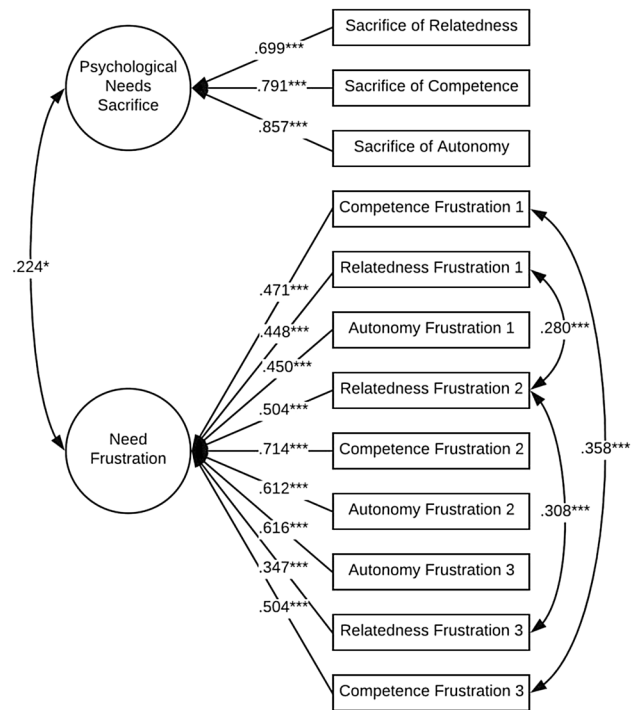 Sacrifice of Relatedness
.699***
Psychological
Needs
Sacrifice
.791***
Sacrifice of Competence
.857***
Sacrifice of Autonomy
Competence Frustration 1
.224*
Relatedness Frustration 1
.471***
.448***
Autonomy Frustration 1
.280***
.450***
Relatedness Frustration 2
.504***
Need
Frustration
.714***
Competence Frustration 2
.358***
.612***
Autonomy Frustration 2
.308***
.616***
Autonomy Frustration 3
.347***
.504***
Relatedness Frustration 3
Competence Frustration 3